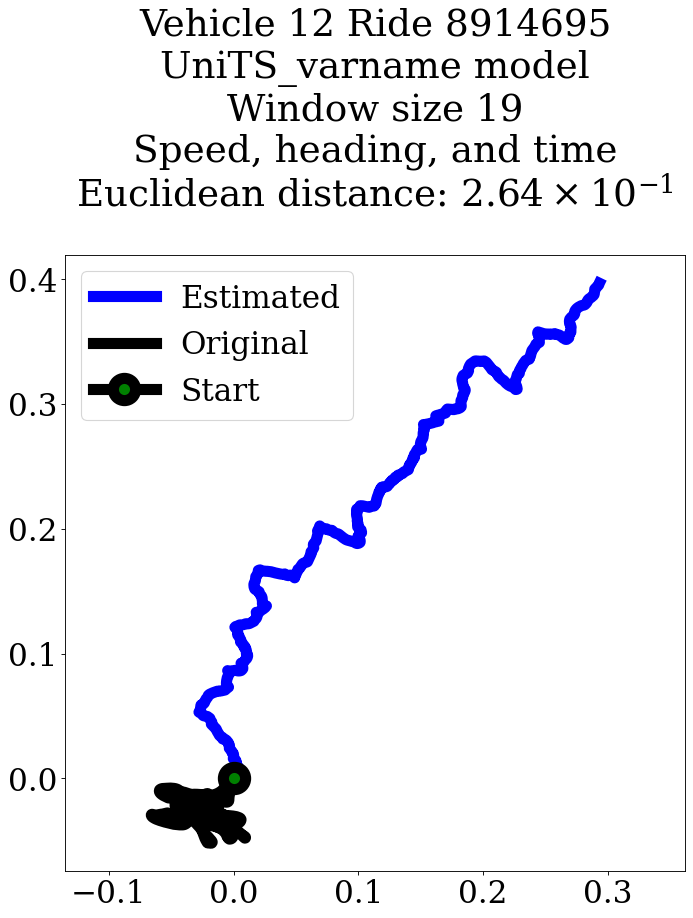 Vehicle 12 Ride 8914695
UniTS_varname model
Window size 19
Speed, heading, and time
Euclidean distance: 2.64 × 10⁻¹
Estimated
Original
Start
0.4
0.3
0.2
0.1
0.0
−0.1 0.0 0.1 0.2 0.3